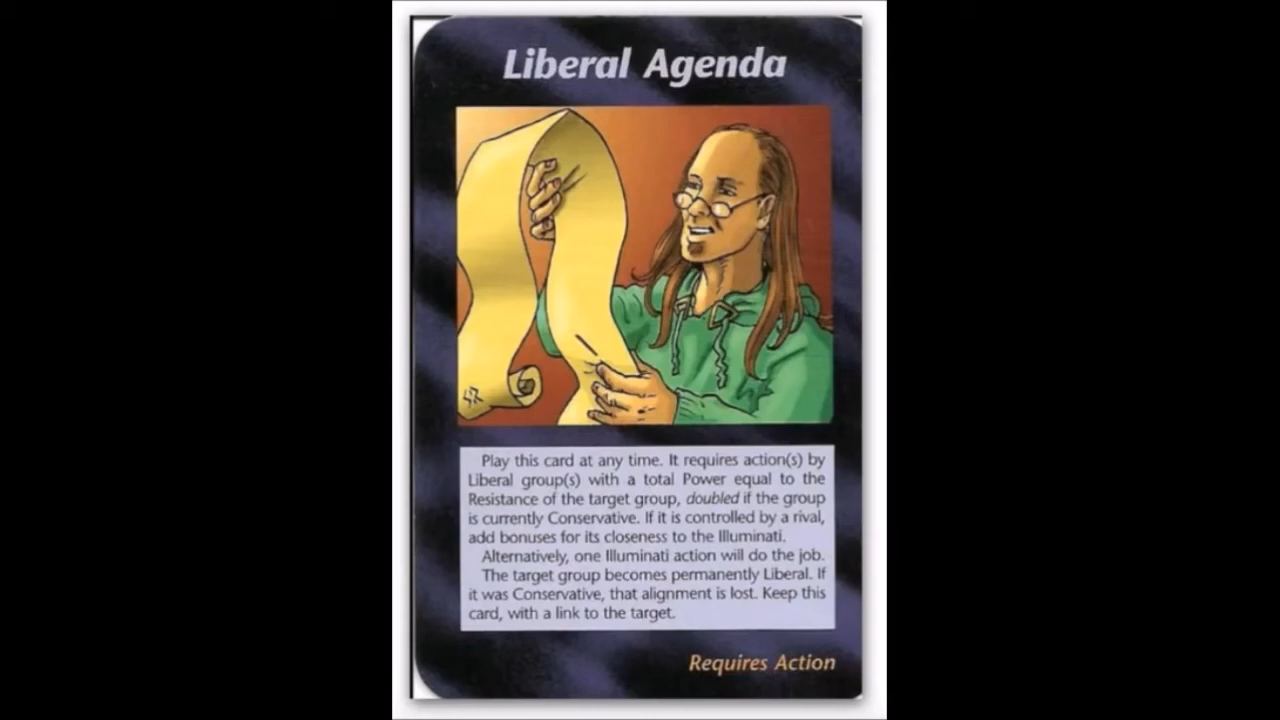 Liberal Agenda
Play this card at any time. It requires action(s) by
Liberal group(s) with a total Power equal to the
Resistance of the target group, doubled if the group
is currently Conservative. If it is controlled by a rival,
add bonuses for its closeness to the Illuminati.
Alternatively, one Illuminati action will do the job.
The target group becomes permanently Liberal. If
it was Conservative, that alignment is lost. Keep this
card, with a link to the target.
Requires Action